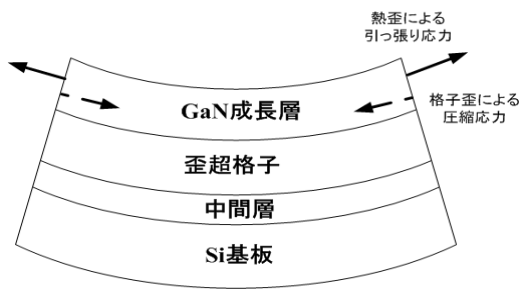 熱歪による
引っ張り応力
GaN成長層
格子歪による
圧縮応力
歪超格子
中間層
Si基板